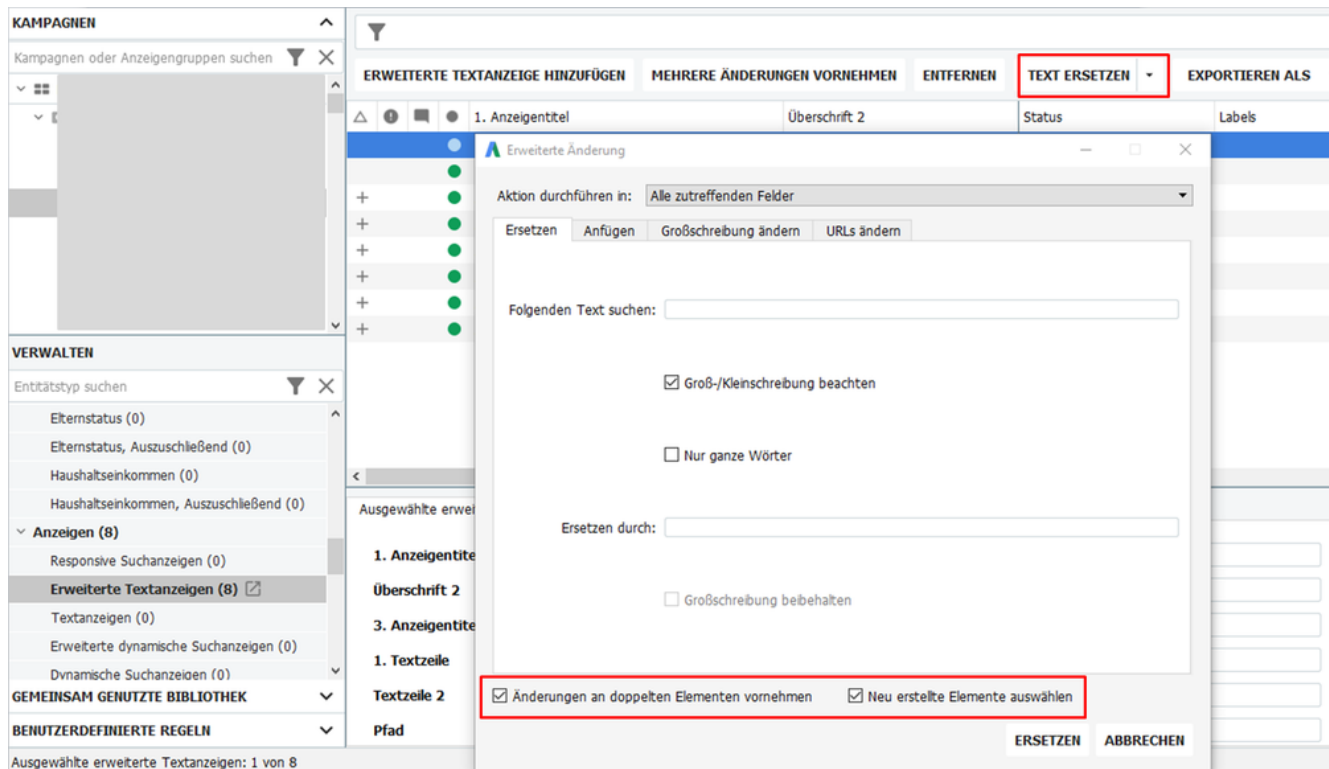 KAMPAGNEN
Kampagnen oder Anzeigengruppen suchen
ERWEITERTE TEXTANZEIGE HINZUFÜGEN MEHRERE ÄNDERUNGEN VORNEHMEN ENTFERNEN TEXT ERSETZEN EXPORTIEREN ALS
1. Anzeigentitel Überschrift 2 Status Labels
Erweiterte Änderung
Aktion durchführen in: Alle zutreffenden Felder
Ersetzen Anfügen Großschreibung ändern URLs ändern
Folgenden Text suchen:
Groß-/Kleinschreibung beachten
Nur ganze Wörter
Ersetzen durch:
Großschreibung beibehalten
Änderungen an doppelten Elementen vornehmen Neu erstellte Elemente auswählen
ERSETZEN ABBRECHEN
VERWALTEN
Entitätstyp suchen
Elternstatus (0)
Elternstatus, Auszuschließend (0)
Haushaltseinkommen (0)
Haushaltseinkommen, Auszuschließend (0)
Anzeigen (8)
Responsive Suchanzeigen (0)
Erweiterte Textanzeigen (8)
Textanzeigen (0)
Erweiterte dynamische Suchanzeigen (0)
Dynamische Suchanzeigen (0)
GEMEINSAM GENUTZTE BIBLIOTHEK
BENUTZERDEFINIERTE REGELN
Ausgewählte erwei
1. Anzeigentite
Überschrift 2
3. Anzeigentite
1. Textzeile
Textzeile 2
Pfad
Ausgewählte erweiterte Textanzeigen: 1 von 8